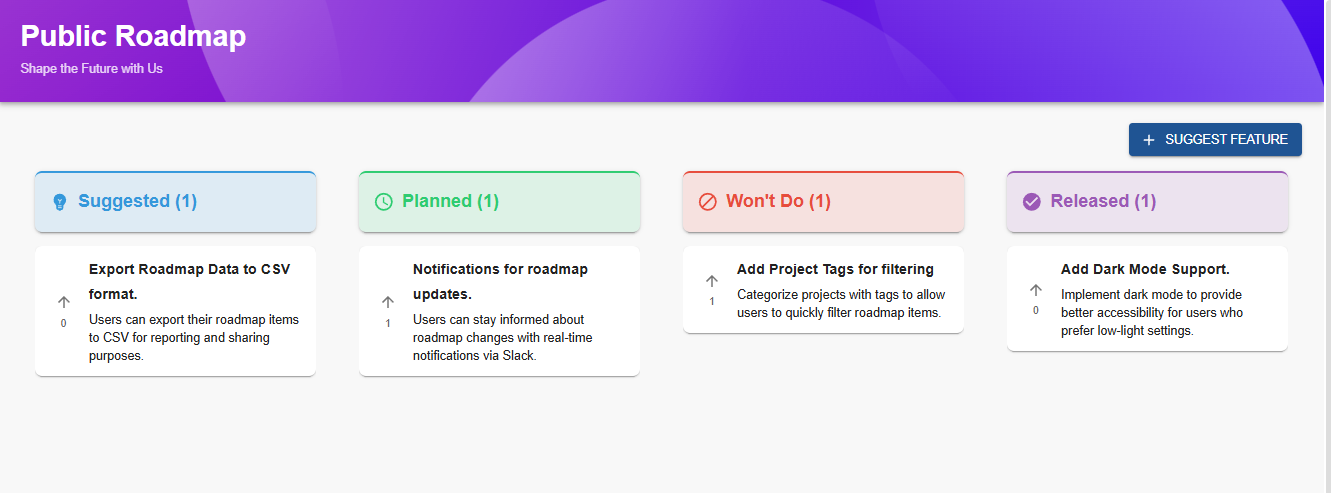 Public Roadmap
Shape the Future with Us
SUGGEST FEATURE
Suggested (1)
Export Roadmap Data to CSV
format.
0
Users can export their roadmap items
to CSV for reporting and sharing
purposes.
Planned (1)
Notifications for roadmap
updates.
1
Users can stay informed about
roadmap changes with real-time
notifications via Slack.
Won't Do (1)
Add Project Tags for filtering
1
Categorize projects with tags to allow
users to quickly filter roadmap items.
Released (1)
Add Dark Mode Support.
0
Implement dark mode to provide
better accessibility for users who
prefer low-light settings.